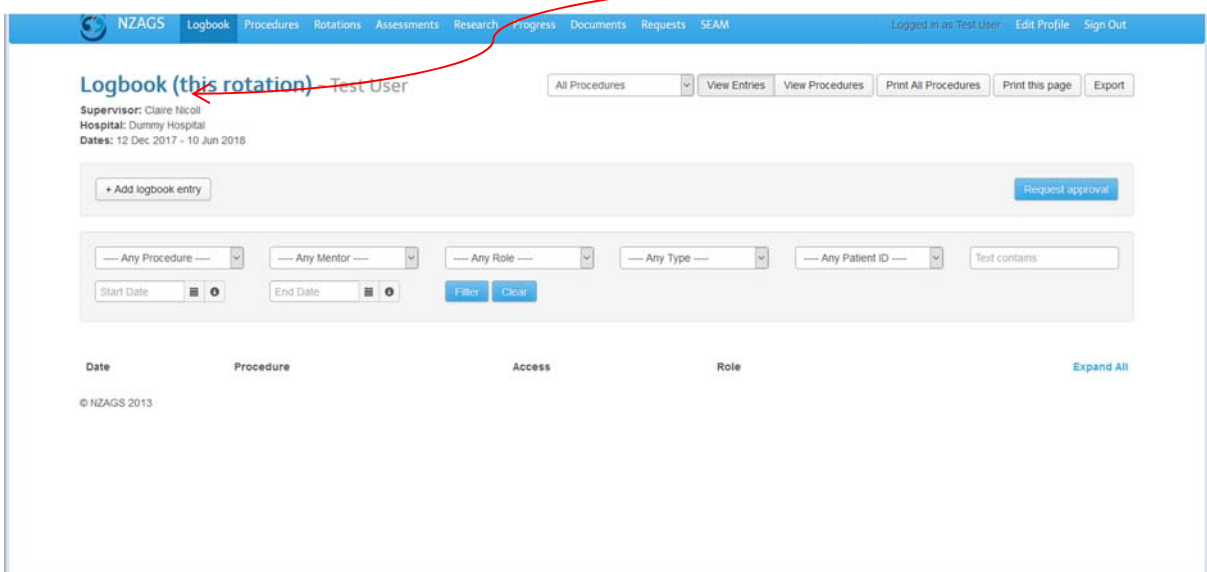 NZAGS Logbook Procedures Rotations Assessments Research Progress Documents Requests SEAM Logged in as Test User Edit Profile Sign Out
Logbook (this rotation) - Test User All Procedures View Entries View Procedures Print All Procedures Print this page Export
Supervisor: Claire Nicoll
Hospital: Dummy Hospital
Dates: 12 Dec 2017 - 10 Jun 2018
+ Add logbook entry Request approval
---- Any Procedure ---- ---- Any Mentor ---- ---- Any Role ---- ---- Any Type ---- ---- Any Patient ID ---- Text contains
Start Date End Date Filter Clear
Date Procedure Access Role Expand All
© NZAGS 2013